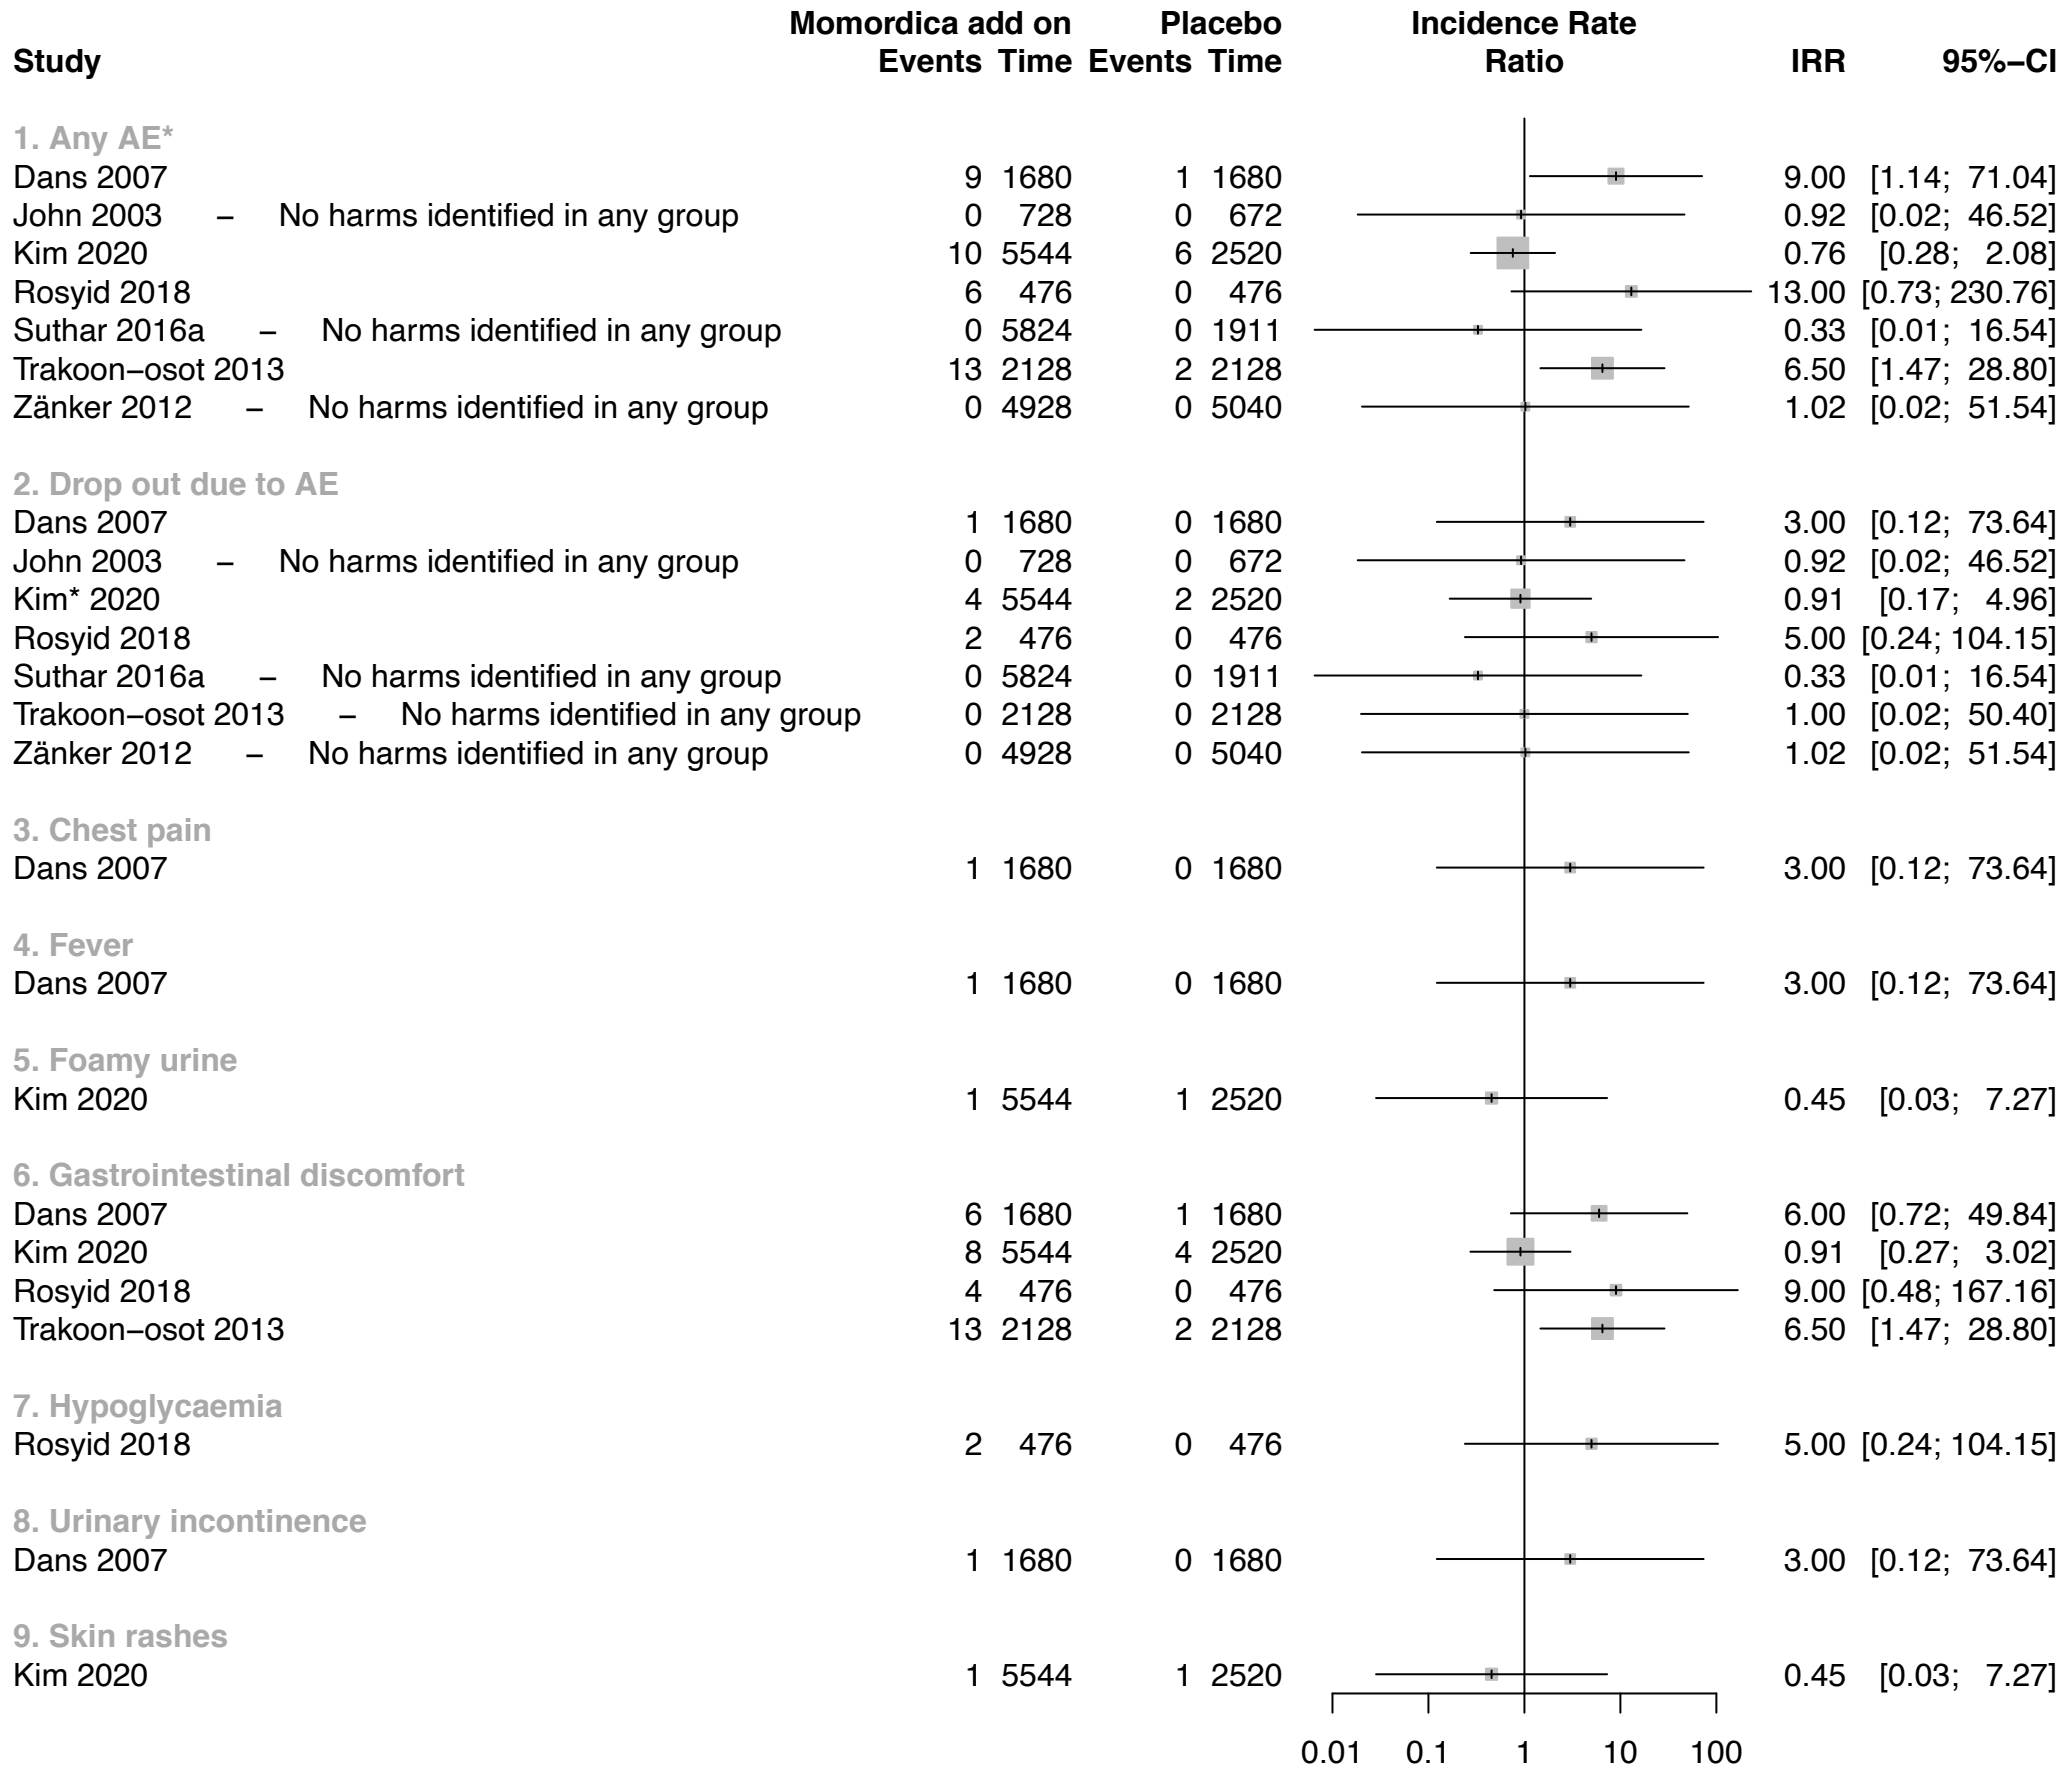 Momordica add on Placebo Incidence Rate
Study Events Time Events Time Ratio IRR 95%–CI
1. Any AE*
Dans 2007 9 1680 1 1680 9.00 [1.14; 71.04]
John 2003 – No harms identified in any group 0 728 0 672 0.92 [0.02; 46.52]
Kim 2020 10 5544 6 2520 0.76 [0.28; 2.08]
Rosyid 2018 6 476 0 476 13.00 [0.73; 230.76]
Suthar 2016a – No harms identified in any group 0 5824 0 1911 0.33 [0.01; 16.54]
Trakoon–osot 2013 13 2128 2 2128 6.50 [1.47; 28.80]
Zänker 2012 – No harms identified in any group 0 4928 0 5040 1.02 [0.02; 51.54]
2. Drop out due to AE
Dans 2007 1 1680 0 1680 3.00 [0.12; 73.64]
John 2003 – No harms identified in any group 0 728 0 672 0.92 [0.02; 46.52]
Kim* 2020 4 5544 2 2520 0.91 [0.17; 4.96]
Rosyid 2018 2 476 0 476 5.00 [0.24; 104.15]
Suthar 2016a – No harms identified in any group 0 5824 0 1911 0.33 [0.01; 16.54]
Trakoon–osot 2013 – No harms identified in any group 0 2128 0 2128 1.00 [0.02; 50.40]
Zänker 2012 – No harms identified in any group 0 4928 0 5040 1.02 [0.02; 51.54]
3. Chest pain
Dans 2007 1 1680 0 1680 3.00 [0.12; 73.64]
4. Fever
Dans 2007 1 1680 0 1680 3.00 [0.12; 73.64]
5. Foamy urine
Kim 2020 1 5544 1 2520 0.45 [0.03; 7.27]
6. Gastrointestinal discomfort
Dans 2007 6 1680 1 1680 6.00 [0.72; 49.84]
Kim 2020 8 5544 4 2520 0.91 [0.27; 3.02]
Rosyid 2018 4 476 0 476 9.00 [0.48; 167.16]
Trakoon–osot 2013 13 2128 2 2128 6.50 [1.47; 28.80]
7. Hypoglycaemia
Rosyid 2018 2 476 0 476 5.00 [0.24; 104.15]
8. Urinary incontinence
Dans 2007 1 1680 0 1680 3.00 [0.12; 73.64]
9. Skin rashes
Kim 2020 1 5544 1 2520 0.45 [0.03; 7.27]
0.01 0.1 1 10 100